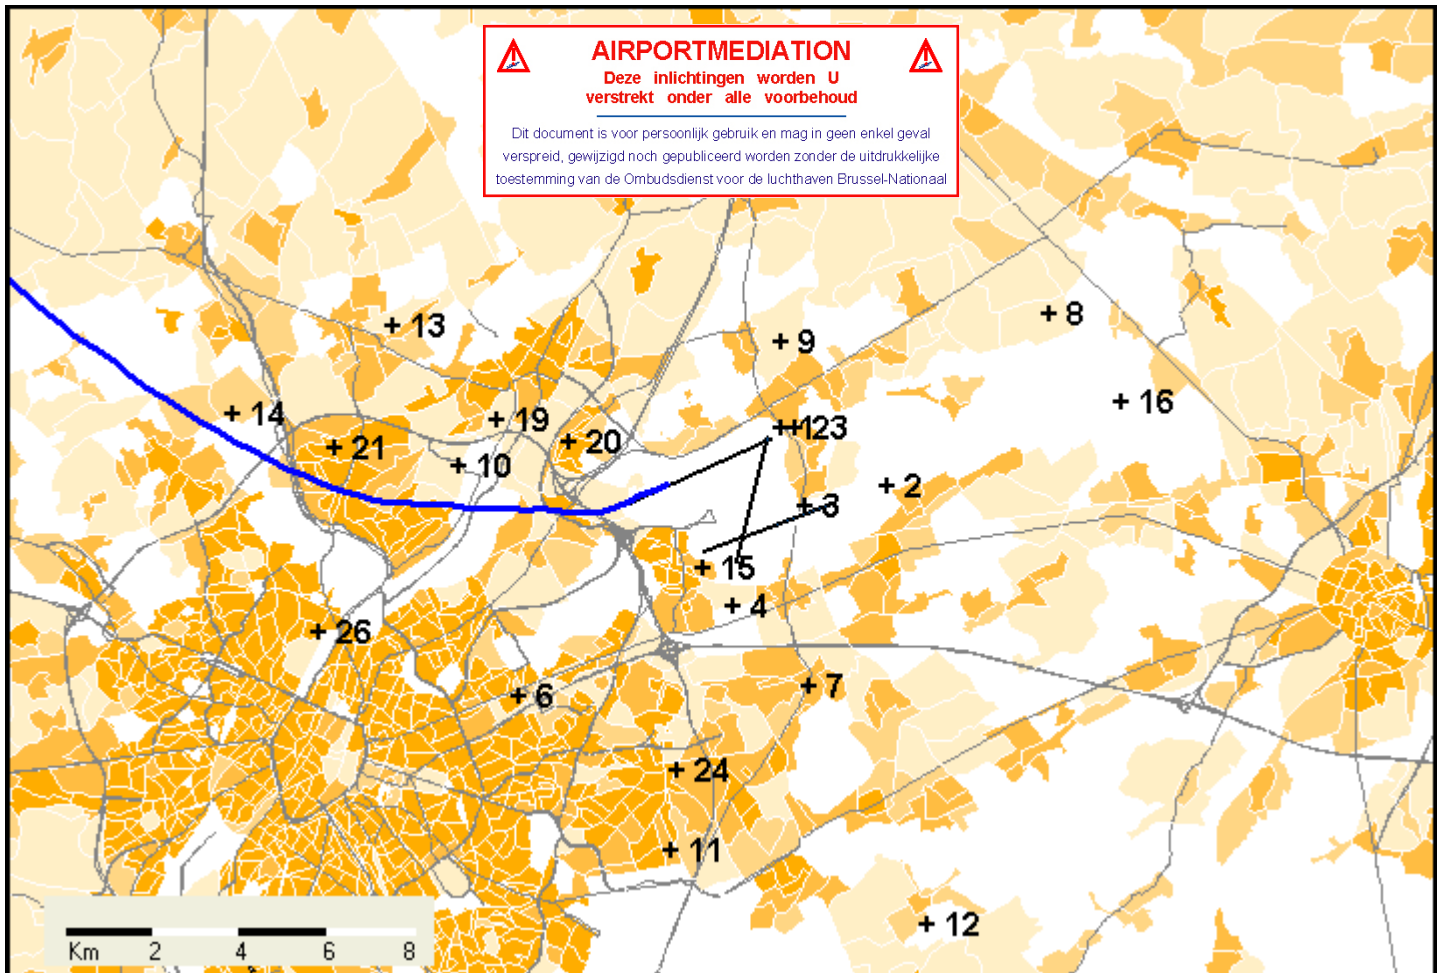 AIRPORTMEDIATION
Deze inlichtingen worden U
verstrekt onder alle voorbehoud
Dit document is voor persoonlijk gebruik en mag in geen enkel geval
verspreid, gewijzigd noch gepubliceerd worden zonder de uitdrukkelijke
toestemming van de Ombudsdienst voor de luchthaven Brussel-Nationaal
+ 8
+ 13
+ 9
+ 16
+ 14
+ 19
++123
+ 20
+ 21
+ 10
+ 2
+ 3
+ 15
+ 4
+ 26
+ 7
+ 6
+ 24
+ 11
+ 12
Km 2 4 6 8